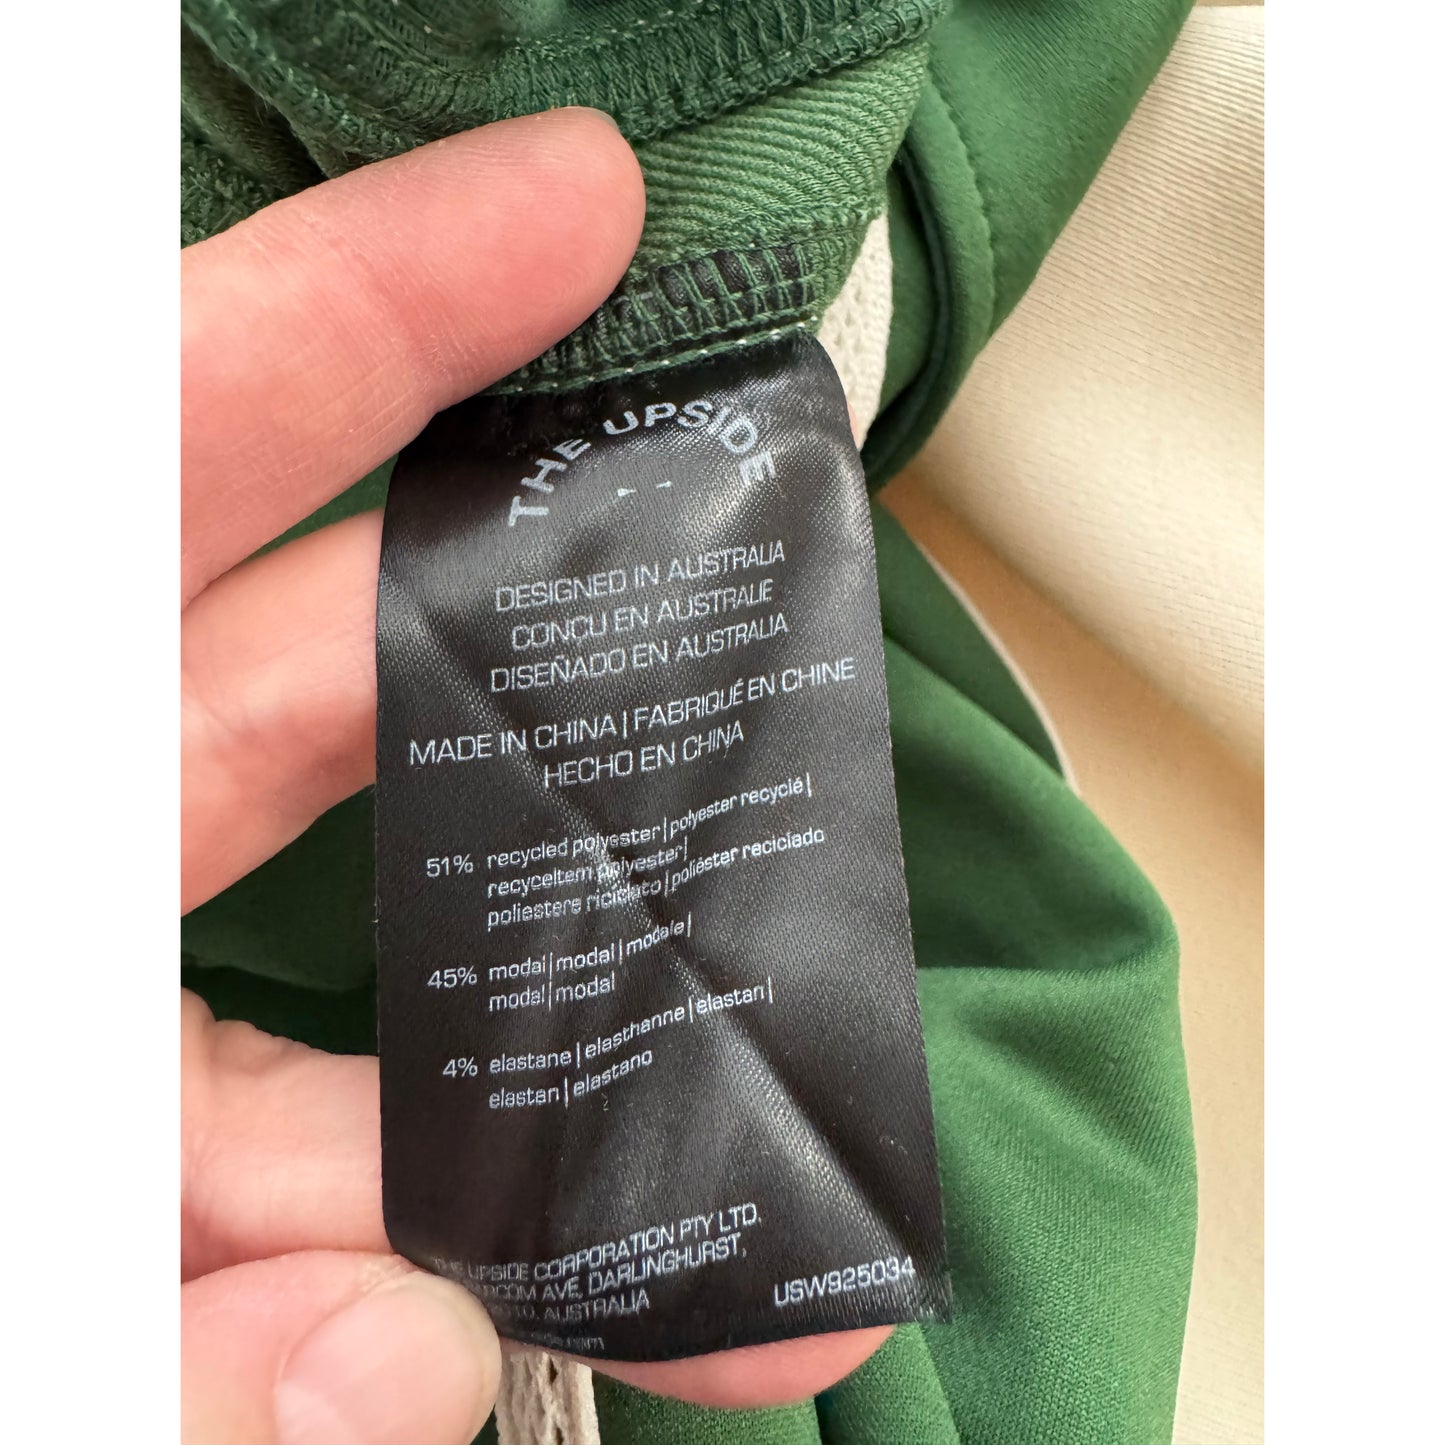 THE UPSIDE
DESIGNED IN AUSTRALIA
CONÇU EN AUSTRALIE
DISEÑADO EN AUSTRALIA
MADE IN CHINA | FABRIQUÉ EN CHINE
HECHO EN CHINA
51% recycled polyester | polyester recyclé |
recyceltem polyester |
poliestere riciclato | poliéster reciclado
45% modal | modal | modale |
modal | modal
4% elastane | elasthanne | elastan |
elastan | elastano
THE UPSIDE CORPORATION PTY LTD.
AVE, DARLINGHURST,
AUSTRALIA
USW925034